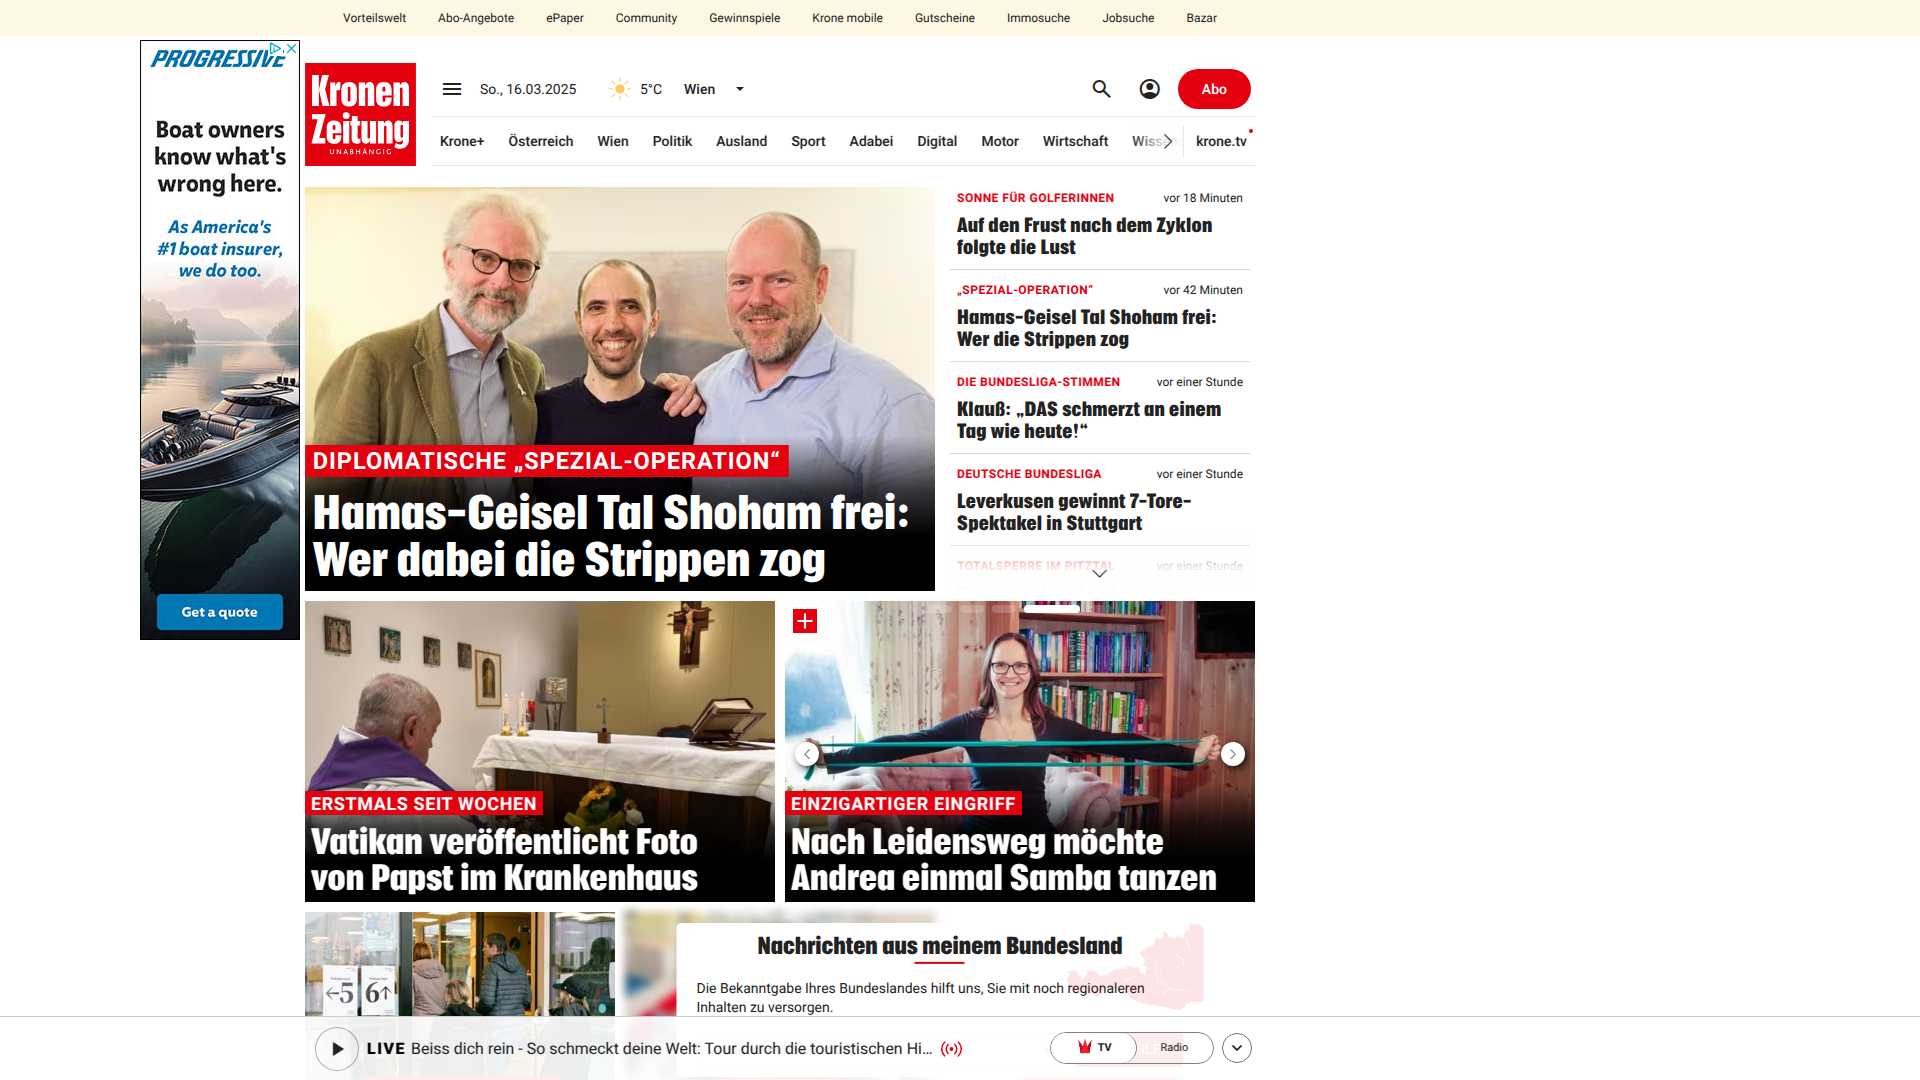 Vorteilswelt Abo-Angebote ePaper Community Gewinnspiele Krone mobile Gutscheine Immosuche Jobsuche Bazar
PROGRESSIVE
Boat owners
know what's
wrong here.
As America's
#1 boat insurer,
we do too.
Get a quote
Kronen
Zeitung
UNABHÄNGIG
So., 16.03.2025 5°C Wien
Abo
Krone+ Österreich Wien Politik Ausland Sport Adabei Digital Motor Wirtschaft krone.tv
DIPLOMATISCHE „SPEZIAL-OPERATION“
Hamas-Geisel Tal Shoham frei:
Wer dabei die Strippen zog
SONNE FÜR GOLFERINNEN vor 18 Minuten
Auf den Frust nach dem Zyklon
folgte die Lust
„SPEZIAL-OPERATION“ vor 42 Minuten
Hamas-Geisel Tal Shoham frei:
Wer die Strippen zog
DIE BUNDESLIGA-STIMMEN vor einer Stunde
Klauß: „DAS schmerzt an einem
Tag wie heute!“
DEUTSCHE BUNDESLIGA vor einer Stunde
Leverkusen gewinnt 7-Tore-
Spektakel in Stuttgart
TOTALSPERRE IM PITZTAL vor einer Stunde
ERSTMALS SEIT WOCHEN
Vatikan veröffentlicht Foto
von Papst im Krankenhaus
EINZIGARTIGER EINGRIFF
Nach Leidensweg möchte
Andrea einmal Samba tanzen
←5 6↑
Nachrichten aus meinem Bundesland
Die Bekanntgabe Ihres Bundeslandes hilft uns, Sie mit noch regionaleren
Inhalten zu versorgen.
LIVE Beiss dich rein - So schmeckt deine Welt: Tour durch die touristischen Hi...
TV Radio